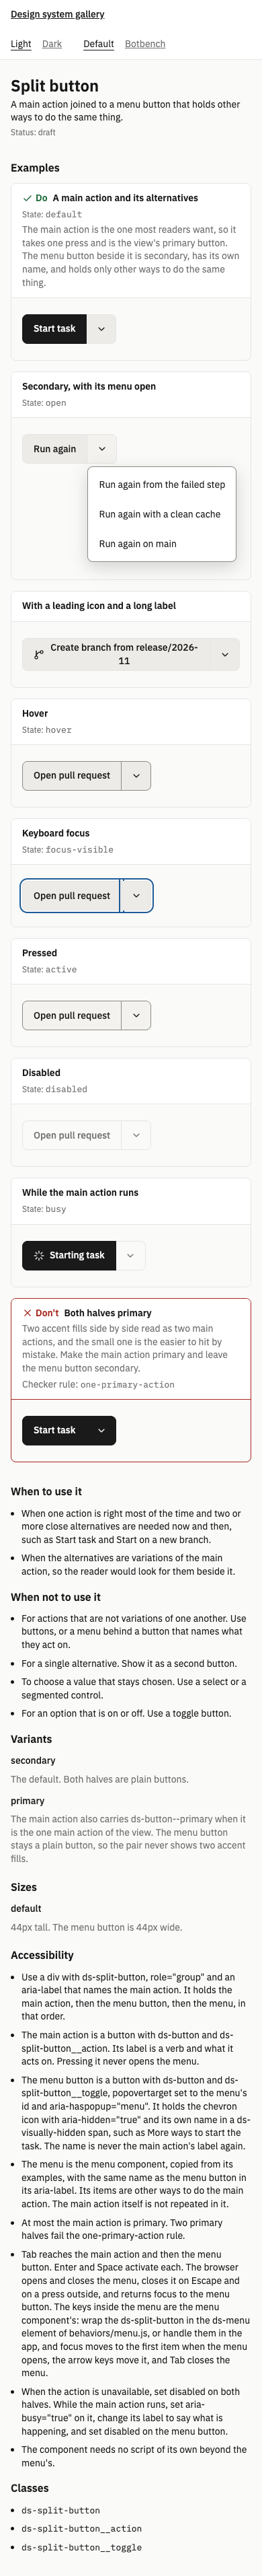 Design system gallery
Light Dark Default Botbench
Split button
A main action joined to a menu button that holds other
ways to do the same thing.
Status: draft
Examples
Do A main action and its alternatives
State: default
The main action is the one most readers want, so it
takes one press and is the view's primary button.
The menu button beside it is secondary, has its own
name, and holds only other ways to do the same
thing.
Start task
Secondary, with its menu open
State: open
Run again
Run again from the failed step
Run again with a clean cache
Run again on main
With a leading icon and a long label
Create branch from release/2026-
11
Hover
State: hover
Open pull request
Keyboard focus
State: focus-visible
Open pull request
Pressed
State: active
Open pull request
Disabled
State: disabled
Open pull request
While the main action runs
State: busy
Starting task
Don't Both halves primary
Two accent fills side by side read as two main
actions, and the small one is the easier to hit by
mistake. Make the main action primary and leave
the menu button secondary.
Checker rule: one-primary-action
Start task
When to use it
• When one action is right most of the time and two or
more close alternatives are needed now and then,
such as Start task and Start on a new branch.
• When the alternatives are variations of the main
action, so the reader would look for them beside it.
When not to use it
• For actions that are not variations of one another. Use
buttons, or a menu behind a button that names what
they act on.
• For a single alternative. Show it as a second button.
• To choose a value that stays chosen. Use a select or a
segmented control.
• For an option that is on or off. Use a toggle button.
Variants
secondary
The default. Both halves are plain buttons.
primary
The main action also carries ds-button--primary when it
is the one main action of the view. The menu button
stays a plain button, so the pair never shows two accent
fills.
Sizes
default
44px tall. The menu button is 44px wide.
Accessibility
• Use a div with ds-split-button, role="group" and an
aria-label that names the main action. It holds the
main action, then the menu button, then the menu, in
that order.
• The main action is a button with ds-button and ds-
split-button__action. Its label is a verb and what it
acts on. Pressing it never opens the menu.
• The menu button is a button with ds-button and ds-
split-button__toggle, popovertarget set to the menu's
id and aria-haspopup="menu". It holds the chevron
icon with aria-hidden="true" and its own name in a ds-
visually-hidden span, such as More ways to start the
task. The name is never the main action's label again.
• The menu is the menu component, copied from its
examples, with the same name as the menu button in
its aria-label. Its items are other ways to do the main
action. The main action itself is not repeated in it.
• At most the main action is primary. Two primary
halves fail the one-primary-action rule.
• Tab reaches the main action and then the menu
button. Enter and Space activate each. The browser
opens and closes the menu, closes it on Escape and
on a press outside, and returns focus to the menu
button. The keys inside the menu are the menu
component's: wrap the ds-split-button in the ds-menu
element of behaviors/menu.js, or handle them in the
app, and focus moves to the first item when the menu
opens, the arrow keys move it, and Tab closes the
menu.
• When the action is unavailable, set disabled on both
halves. While the main action runs, set aria-
busy="true" on it, change its label to say what is
happening, and set disabled on the menu button.
• The component needs no script of its own beyond the
menu's.
Classes
• ds-split-button
• ds-split-button__action
• ds-split-button__toggle